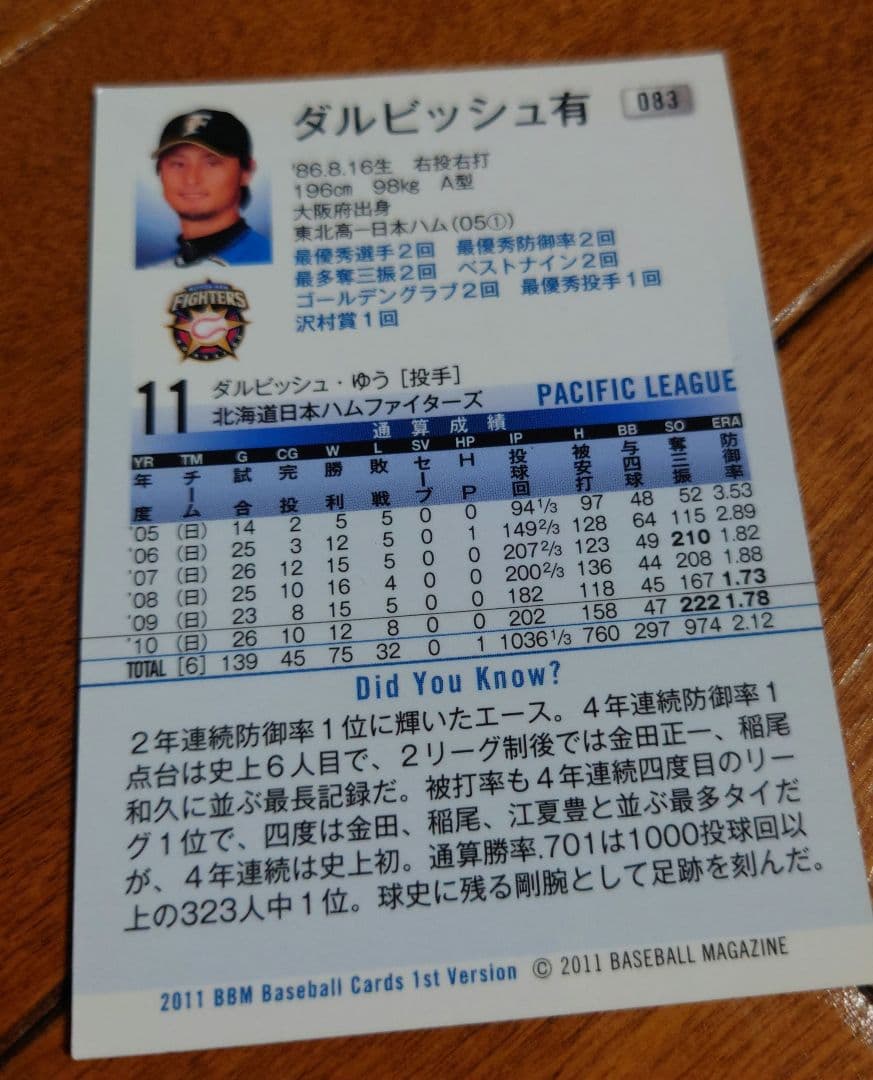 ダルビッシュ有 083
'86.8.16生 右投右打
196cm 98kg A型
大阪府出身
東北高ー日本ハム(05①)
最優秀選手2回 最優秀防御率2回
最多奪三振2回 ベストナイン2回
ゴールデングラブ2回 最優秀投手1回
沢村賞1回
F
FIGHTERS
11 ダルビッシュ・ゆう [投手]
北海道日本ハムファイターズ PACIFIC LEAGUE
通算成績
YR TM G CG W L SV HP IP H BB SO ERA
年度 チーム 試合 完投 勝利 敗戦 セーブ HP 投球回 被安打 与四球 奪三振 防御率
'05 (日) 14 2 5 5 0 0 94 1/3 97 48 52 3.53
'06 (日) 25 3 12 5 0 1 149 2/3 128 64 115 2.89
'07 (日) 26 12 15 5 0 0 207 2/3 123 49 210 1.82
'08 (日) 25 10 16 4 0 0 200 2/3 136 44 208 1.88
'09 (日) 23 8 15 5 0 0 182 118 45 167 1.73
'10 (日) 26 10 12 8 0 0 202 158 47 222 1.78
TOTAL [6] 139 45 75 32 0 1 1036 1/3 760 297 974 2.12
Did You Know?
2年連続防御率1位に輝いたエース。4年連続防御率1
点台は史上6人目で、2リーグ制後では金田正一、稲尾
和久に並ぶ最長記録だ。被打率も4年連続四度目のリー
グ1位で、四度は金田、稲尾、江夏豊と並ぶ最多タイだ
が、4年連続は史上初。通算勝率.701は1000投球回以
上の323人中1位。球史に残る剛腕として足跡を刻んだ。
2011 BBM Baseball Cards 1st Version © 2011 BASEBALL MAGAZINE